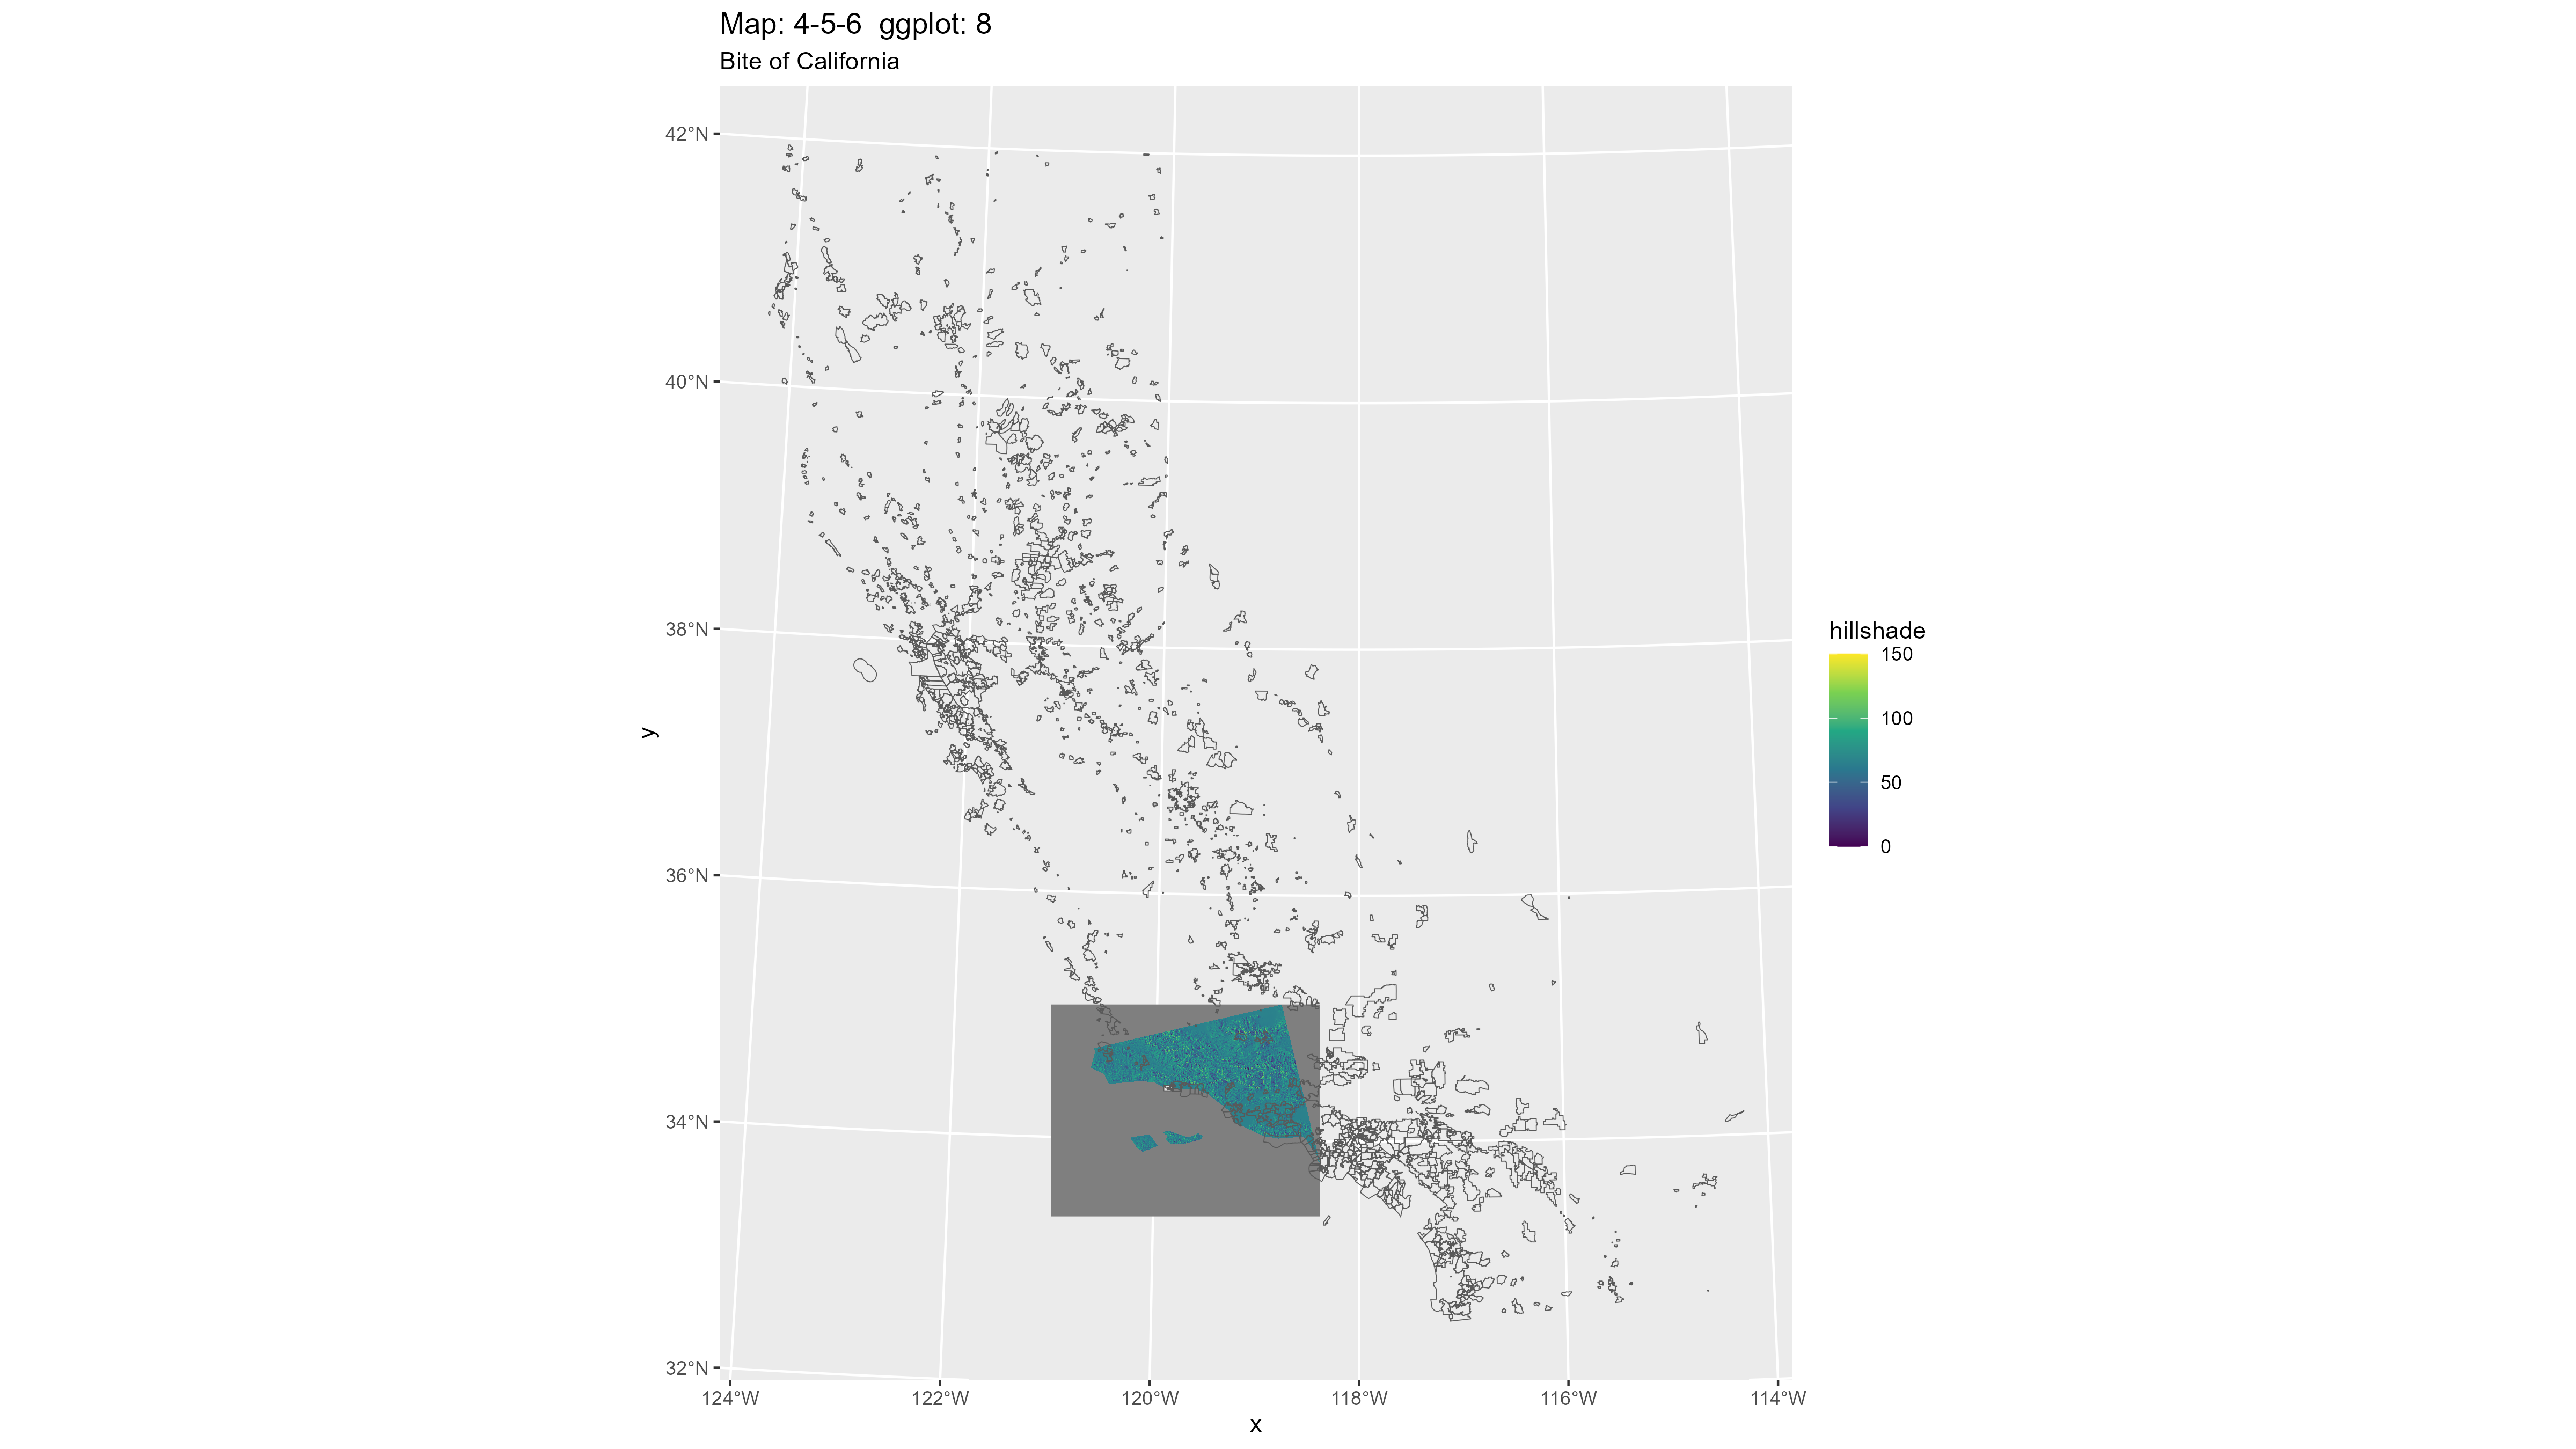 Map: 4-5-6  ggplot: 8
Bite of California
42°N
40°N
38°N
36°N
34°N
32°N
y
124°W
122°W
120°W
118°W
116°W
114°W
x
hillshade
150
100
50
0